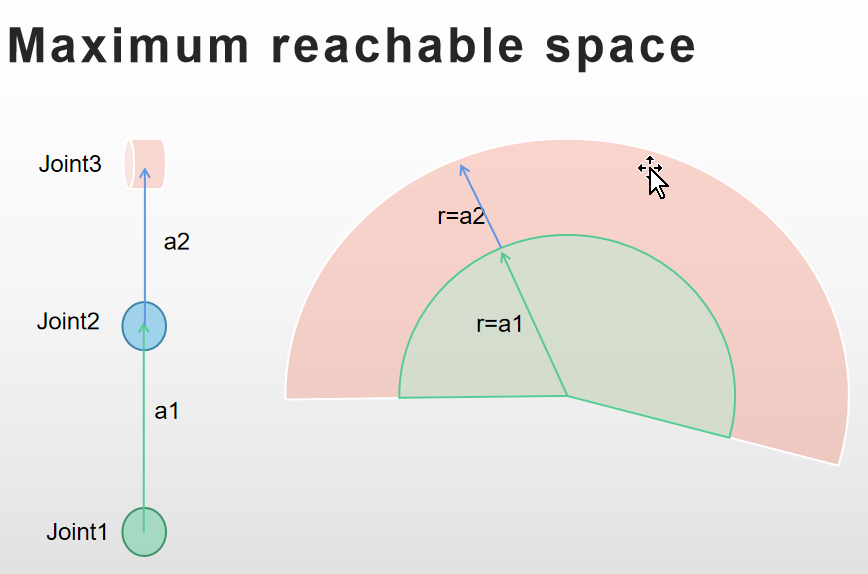 Maximum reachable space
Joint3
a2
Joint2
a1
Joint1
r=a2
r=a1